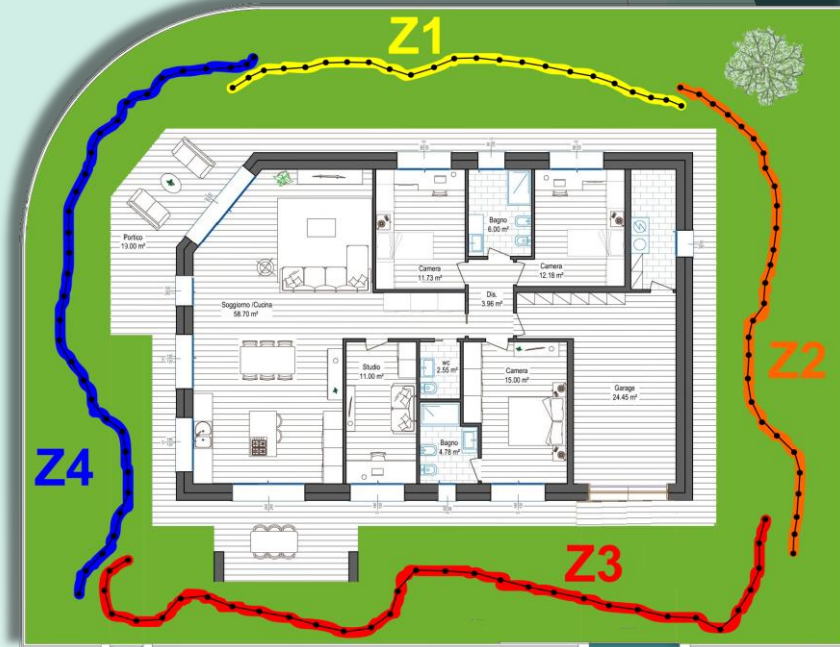 Z1
Bagno
6.00 m²
Portico
19.00 m²
Camera
11.73 m²
Camera
12.18 m²
Dis.
3.96 m²
Soggiorno /Cucina
58.70 m²
Z2
Studio
11.00 m²
wc
2.55 m²
Camera
15.00 m²
Garage
24.45 m²
Bagno
4.78 m²
Z4
Z3